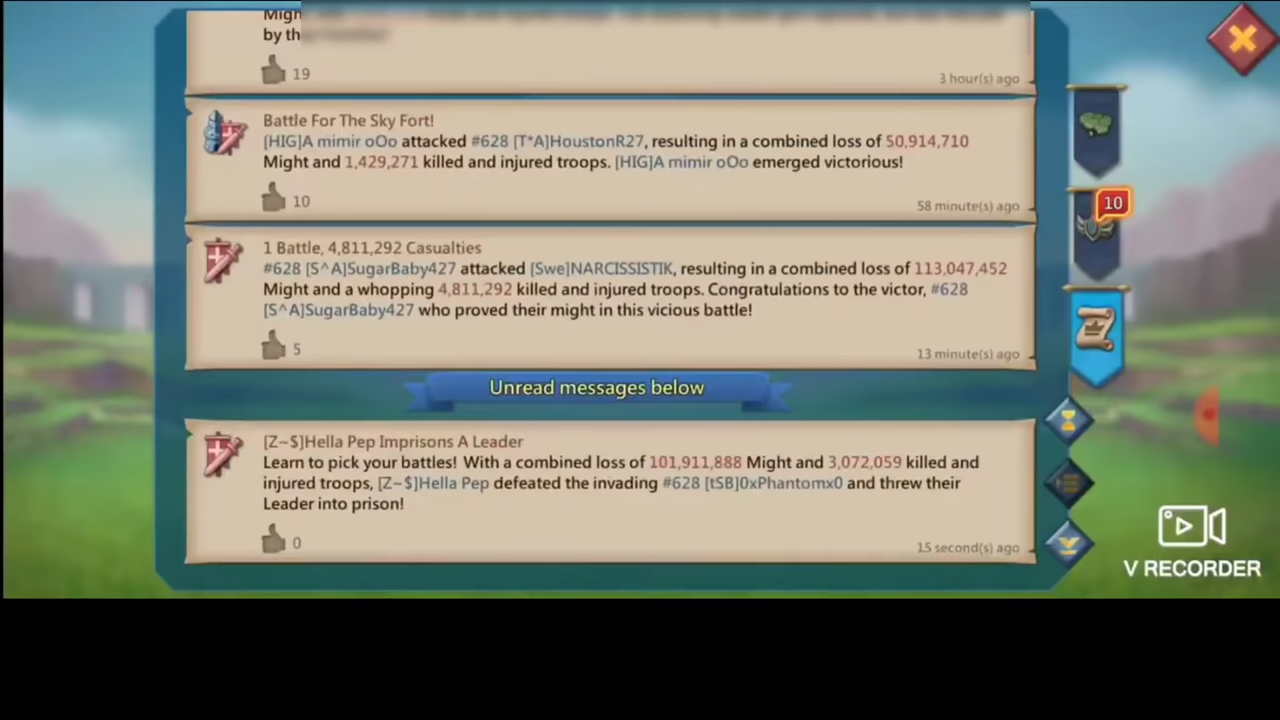 Migh
by th
19
3 hour(s) ago
Battle For The Sky Fort!
[HIG]A mimir oOo attacked #628 [T*A]HoustonR27, resulting in a combined loss of 50,914,710
Might and 1,429,271 killed and injured troops. [HIG]A mimir oOo emerged victorious!
10
58 minute(s) ago
10
1 Battle, 4,811,292 Casualties
#628 [S^A]SugarBaby427 attacked [Swe]NARCISSISTIK, resulting in a combined loss of 113,047,452
Might and a whopping 4,811,292 killed and injured troops. Congratulations to the victor, #628
[S^A]SugarBaby427 who proved their might in this vicious battle!
5
13 minute(s) ago
Unread messages below
[Z~$]Hella Pep Imprisons A Leader
Learn to pick your battles! With a combined loss of 101,911,888 Might and 3,072,059 killed and
injured troops, [Z~$]Hella Pep defeated the invading #628 [tSB]0xPhantomx0 and threw their
Leader into prison!
0
15 second(s) ago
V RECORDER